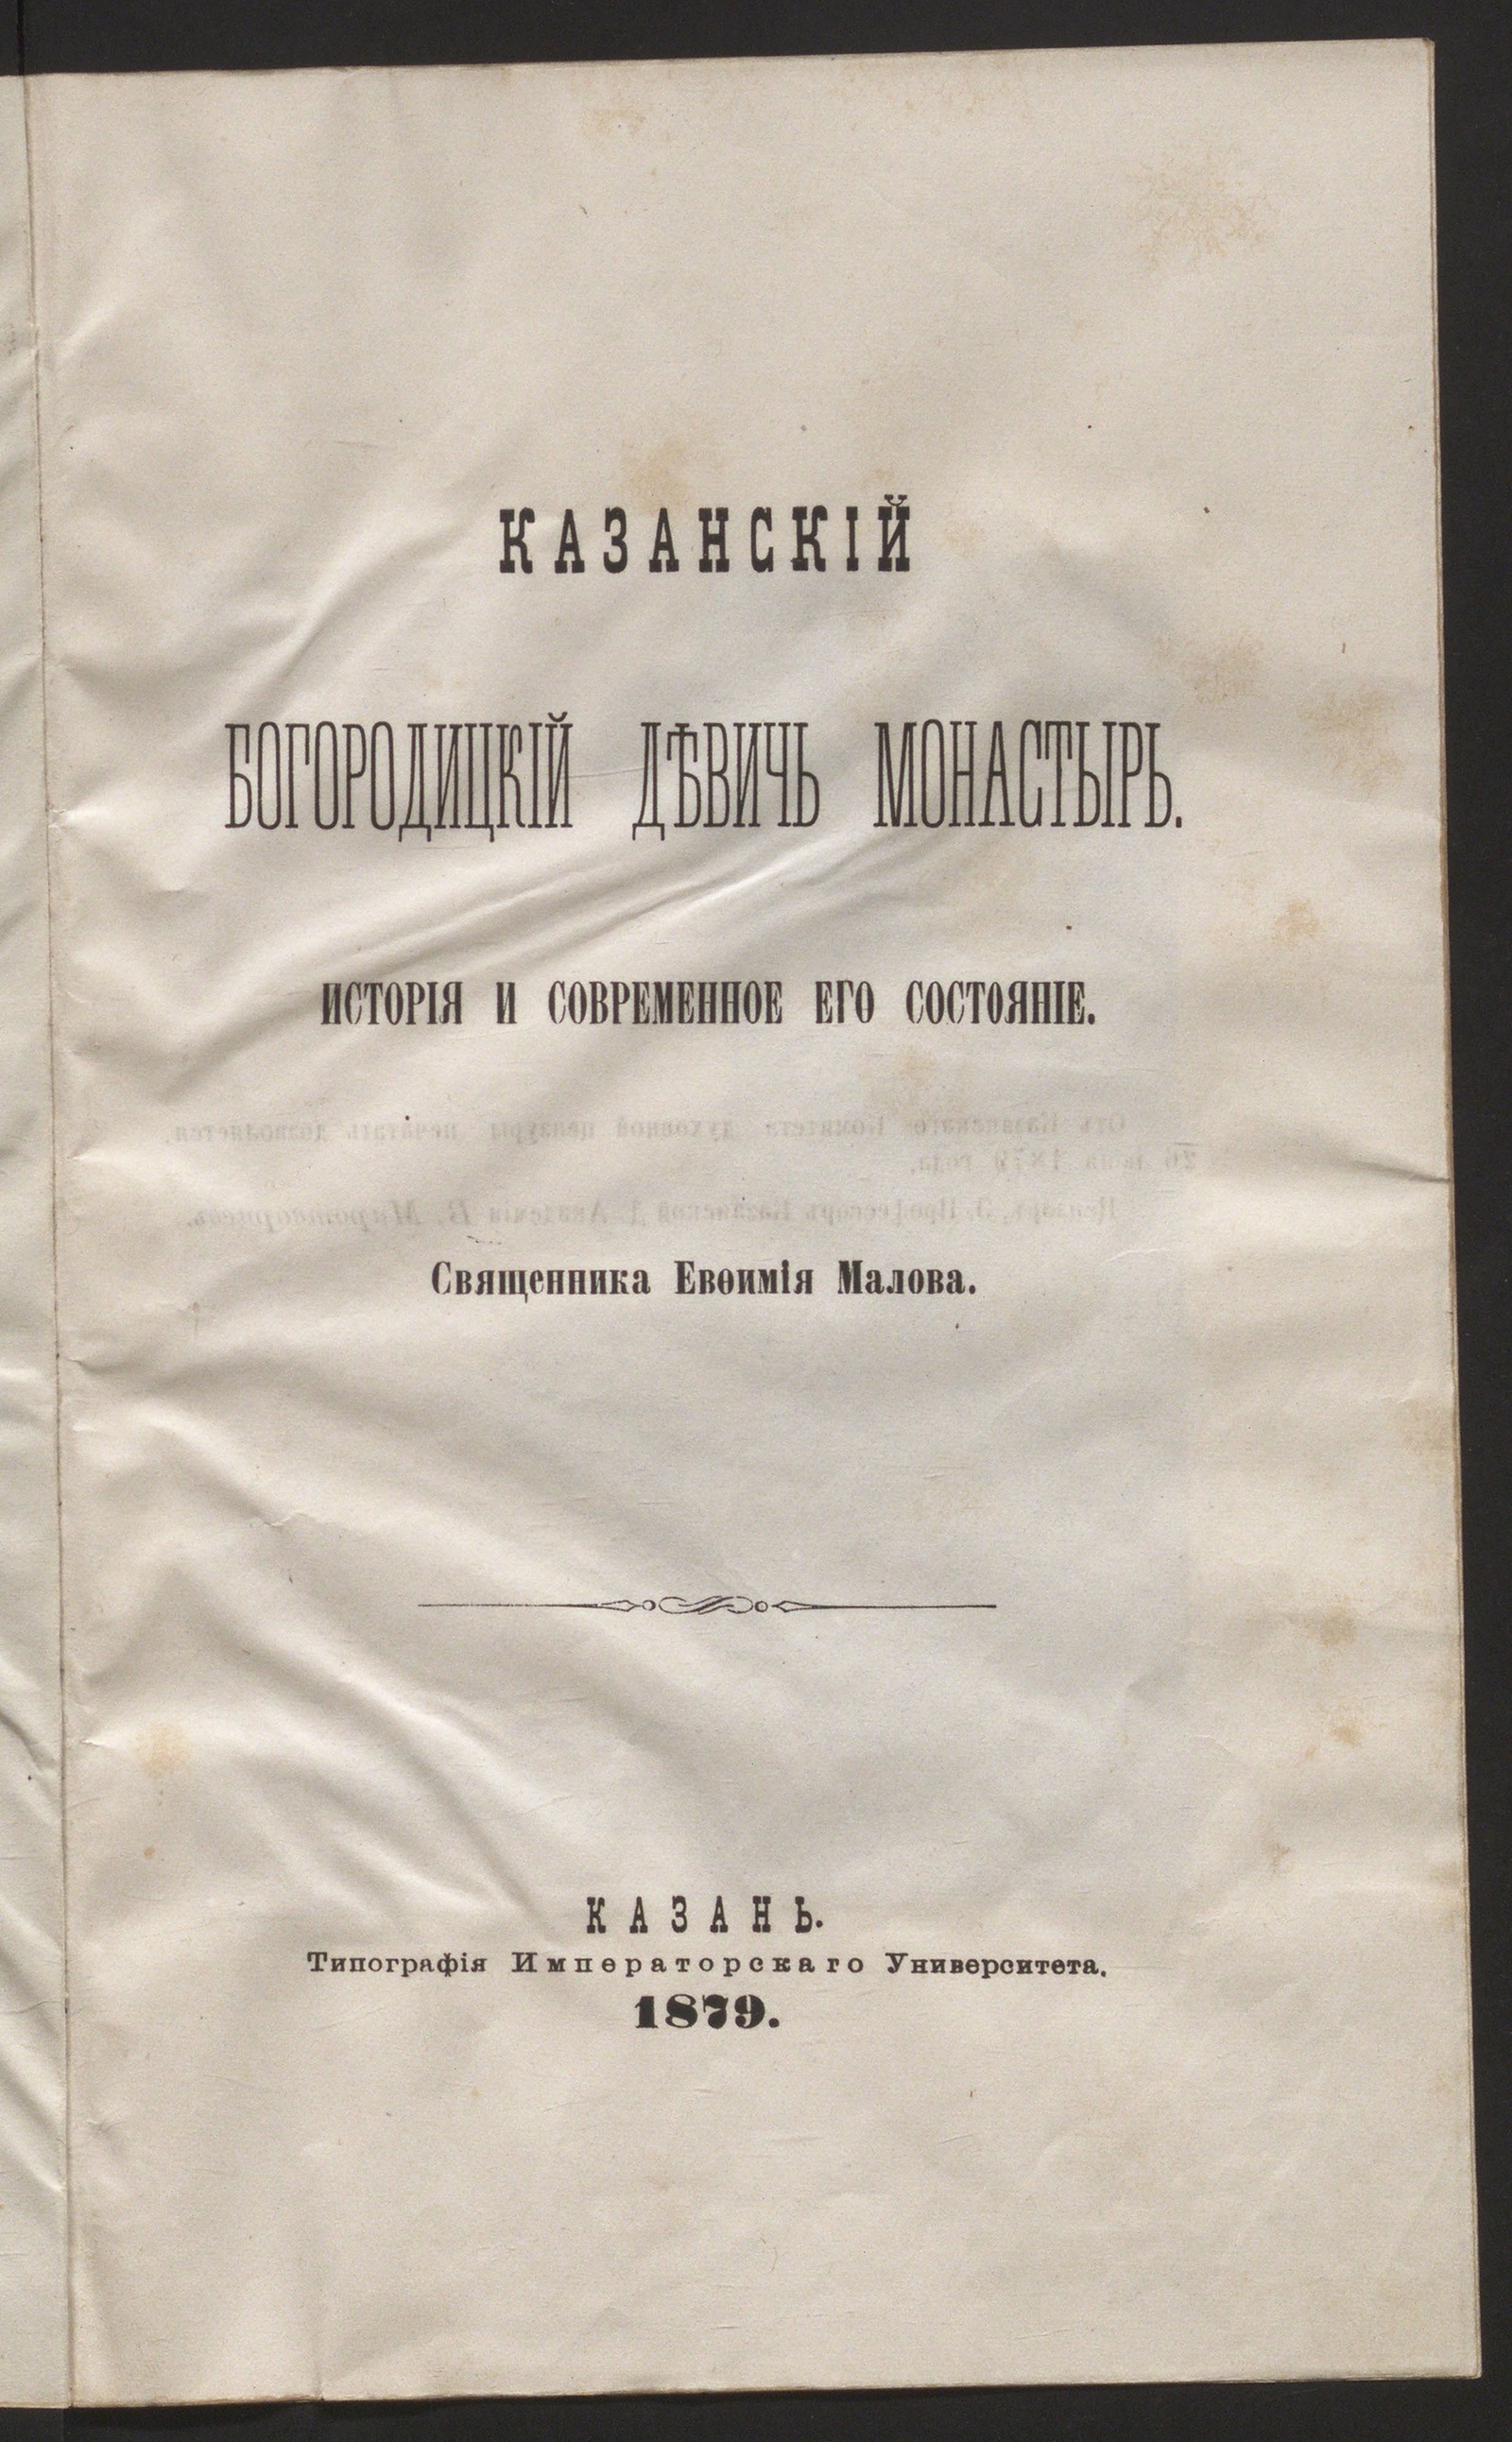 КАЗАНСКІЙ
БОГОРОДИЦКІЙ ДѢВИЧЬ МОНАСТЫРЬ.
ИСТОРІЯ И СОВРЕМЕННОЕ ЕГО СОСТОЯНІЕ.
Священника Евѳимія Малова.
КАЗАНЬ.
Типографія Императорскаго Университета.
1879.